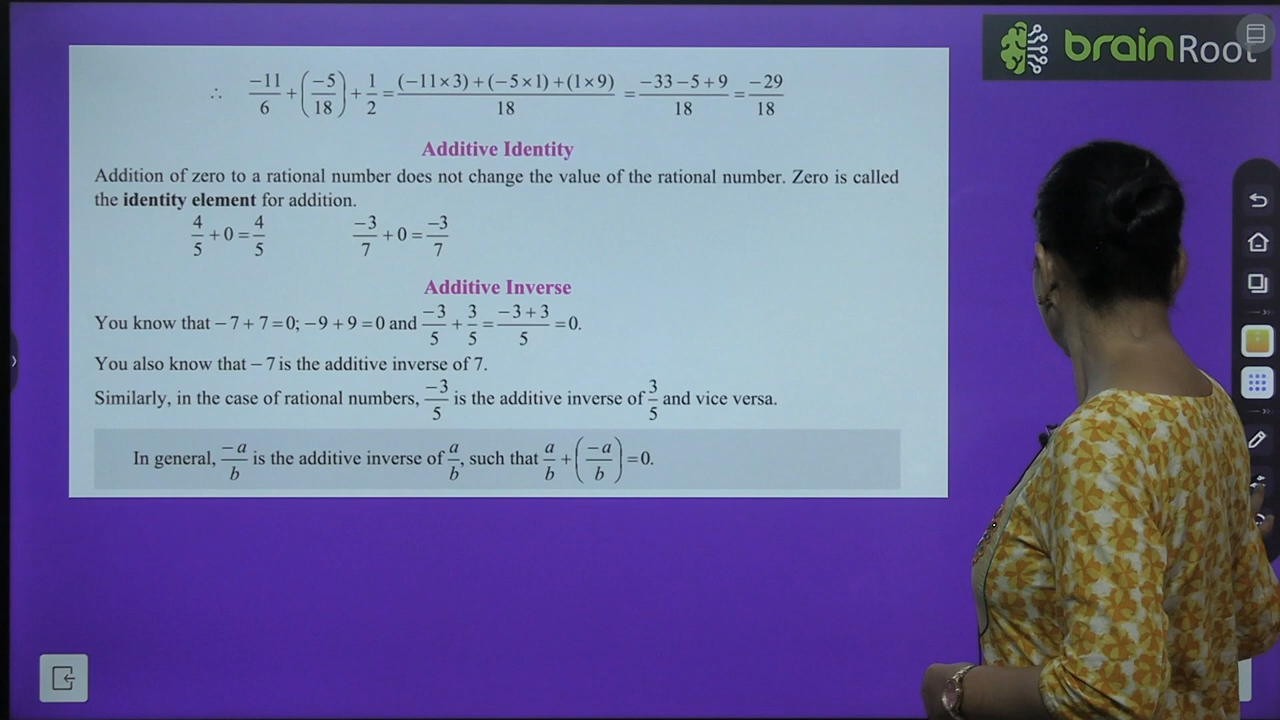 ∴ −11/6 + (−5/18) + 1/2 = (−11×3) + (−5×1) + (1×9)/18 = −33−5+9/18 = −29/18
brainRoot
Additive Identity
Addition of zero to a rational number does not change the value of the rational number. Zero is called
the identity element for addition.
4/5 + 0 = 4/5 −3/7 + 0 = −3/7
Additive Inverse
You know that −7 + 7 = 0; −9 + 9 = 0 and −3/5 + 3/5 = −3 + 3/5 = 0.
You also know that −7 is the additive inverse of 7.
Similarly, in the case of rational numbers, −3/5 is the additive inverse of 3/5 and vice versa.
In general, −a/b is the additive inverse of a/b, such that a/b + (−a/b) = 0.